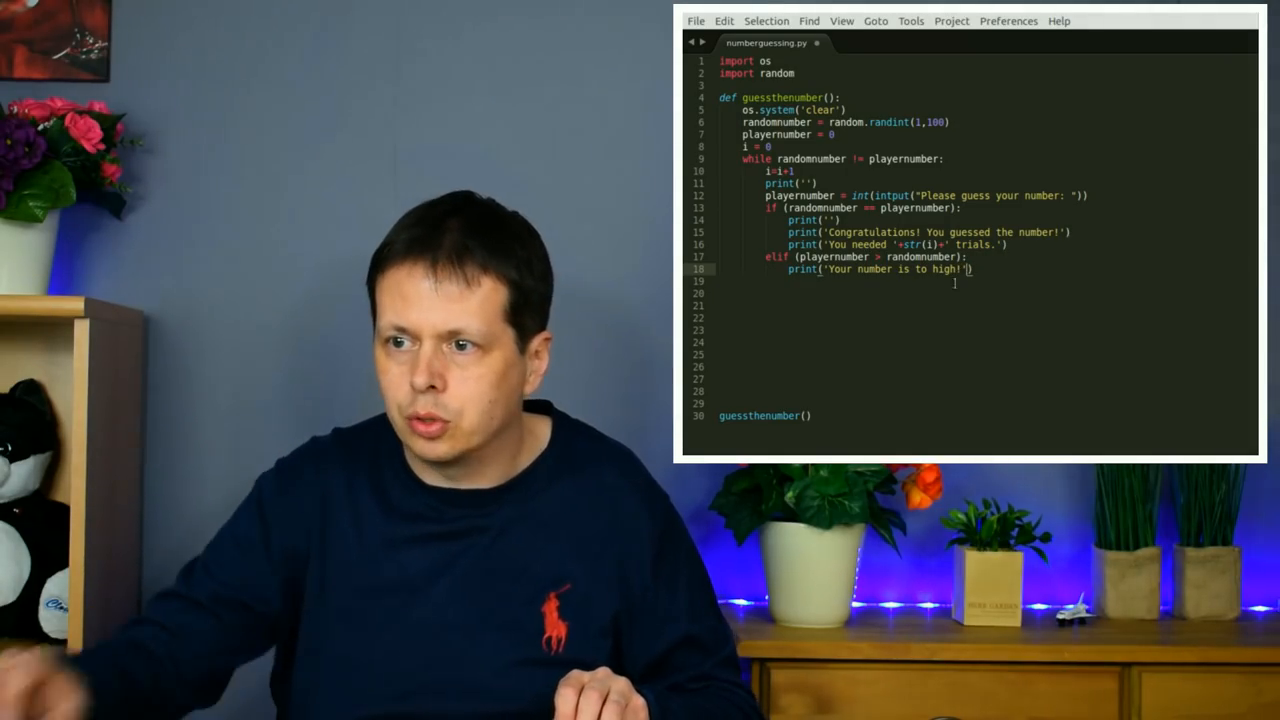 File Edit Selection Find View Goto Tools Project Preferences Help
numberguessing.py
1 import os
2 import random
3
4 def guessthenumber():
5 os.system('clear')
6 randomnumber = random.randint(1,100)
7 playernumber = 0
8 i = 0
9 while randomnumber != playernumber:
10 i=i+1
11 print('')
12 playernumber = int(intput("Please guess your number: "))
13 if (randomnumber == playernumber):
14 print('')
15 print('Congratulations! You guessed the number!')
16 print('You needed '+str(i)+' trials.')
17 elif (playernumber > randomnumber):
18 print('Your number is to high!')
19
20
21
22
23
24
25
26
27
28
29
30 guessthenumber()
HERB GARDEN